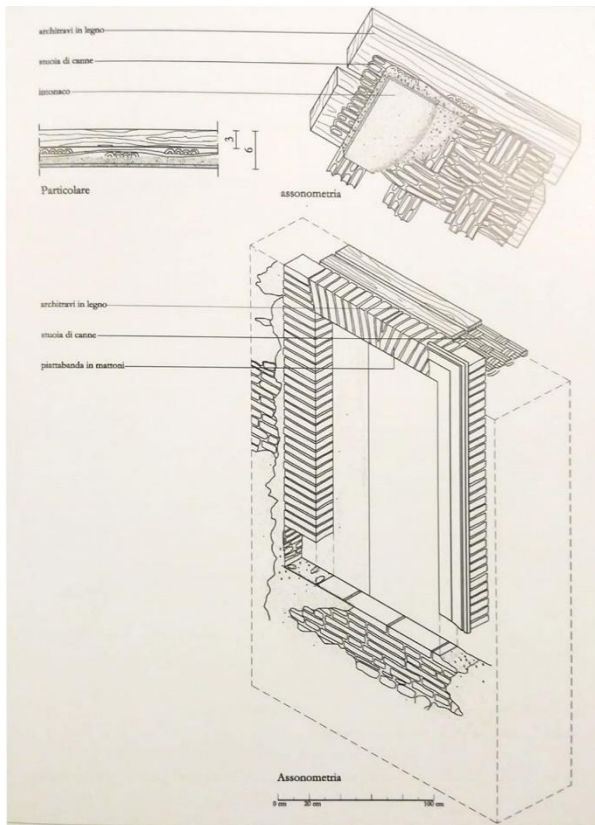 architravi in legno
stuoia di canne
intonaco
3
6
Particolare
assonometria
architravi in legno
stuoia di canne
piattabanda in mattoni
Assonometria
0 cm 20 cm 100 cm